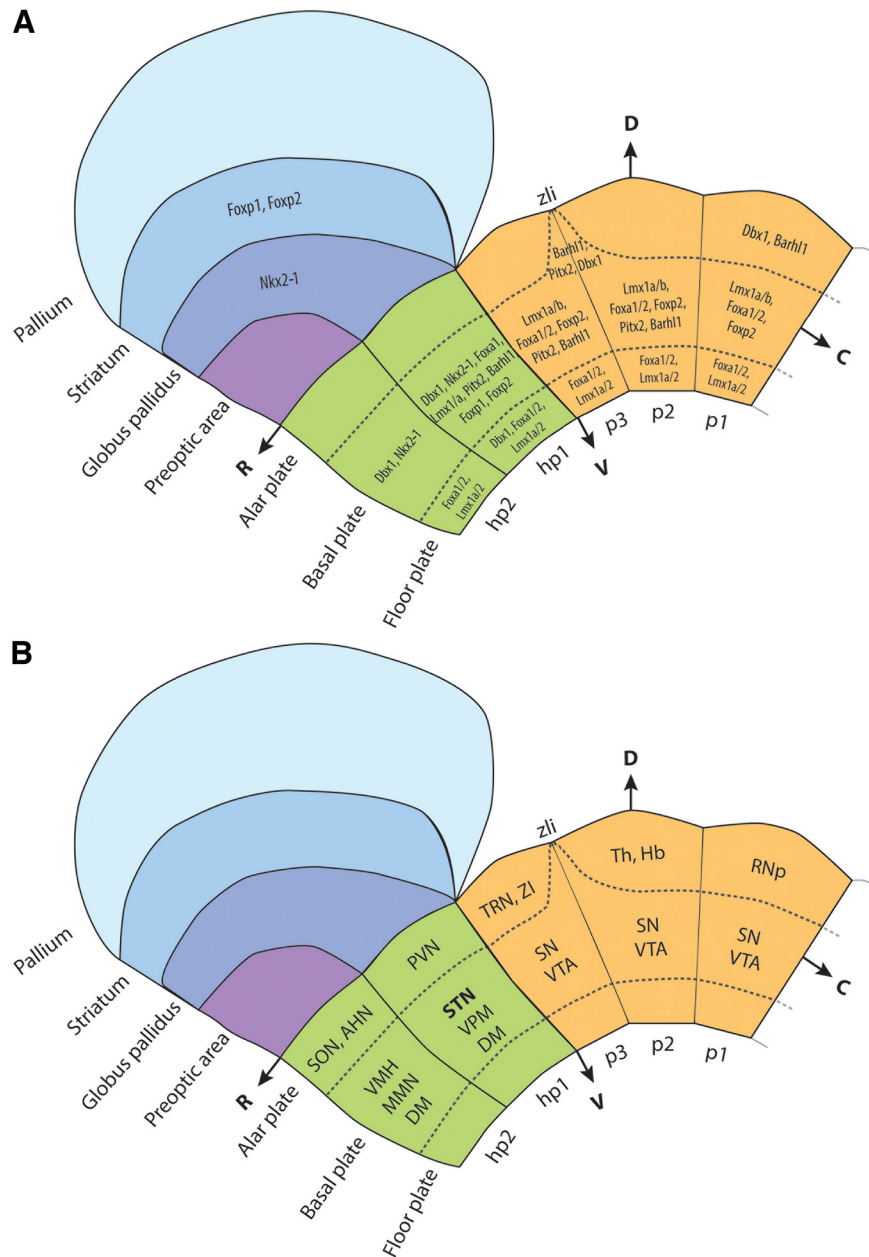 A
D
zli
Foxp1, Foxp2
Dbx1, Barhl1
Barhl1,
Pitx2, Dbx1
Nkx2-1
Lmx1a/b,
Foxa1/2, Foxp2,
Pitx2, Barhl1
Lmx1a/b,
Foxa1/2, Foxp2,
Pitx2, Barhl1
Lmx1a/b,
Foxa1/2,
Foxp2
Pallium
Striatum
Globus pallidus
Preoptic area
Alar plate
Basal plate
Floor plate
Dbx1, Nkx2-1, Foxa1,
Lmx1/a, Pitx2, Barhl1
Foxp1, Foxp2
Foxa1/2,
Lmx1a/2
Foxa1/2,
Lmx1a/2
Foxa1/2,
Lmx1a/2
C
Dbx1, Nkx2-1
Dbx1, Foxa1/2,
Lmx1a/2
Foxa1/2,
Lmx1a/2
R
hp2
hp1
V
p3
p2
p1
B
D
zli
Th, Hb
RNp
TRN, ZI
SN
VTA
SN
VTA
SN
VTA
PVN
STN
VPM
DM
SON, AHN
VMH
MMN
DM
Pallium
Striatum
Globus pallidus
Preoptic area
Alar plate
Basal plate
Floor plate
R
hp2
hp1
V
p3
p2
p1
C